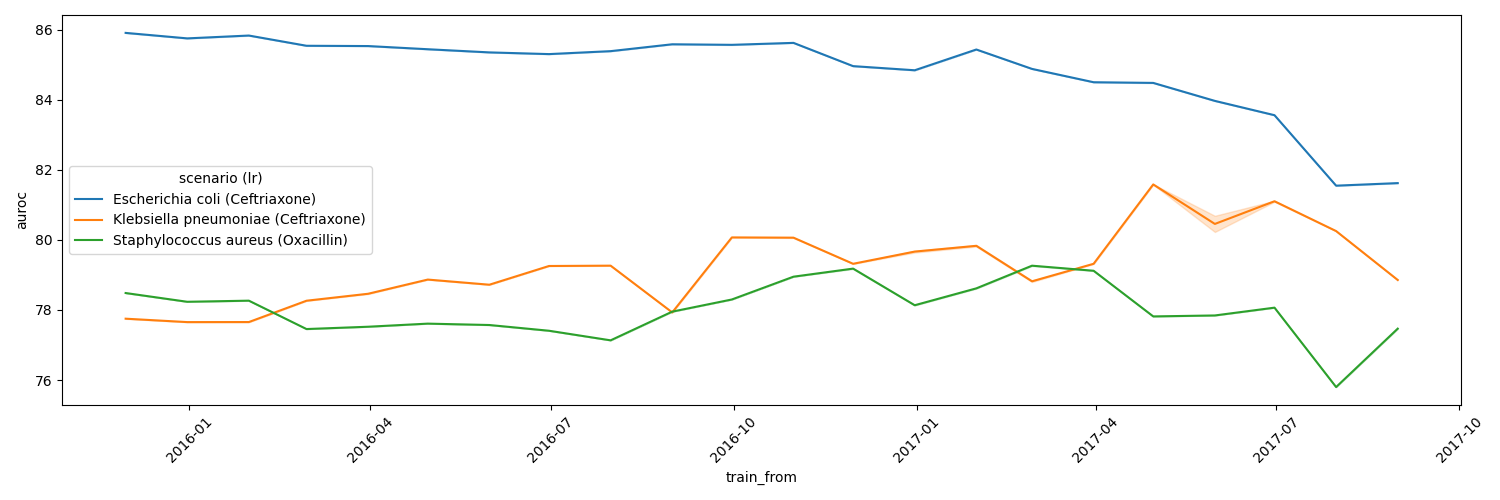 86
84
82
80
78
76
auroc
scenario (lr)
Escherichia coli (Ceftriaxone)
Klebsiella pneumoniae (Ceftriaxone)
Staphylococcus aureus (Oxacillin)
2016-01
2016-04
2016-07
2016-10
2017-01
2017-04
2017-07
2017-10
train_from